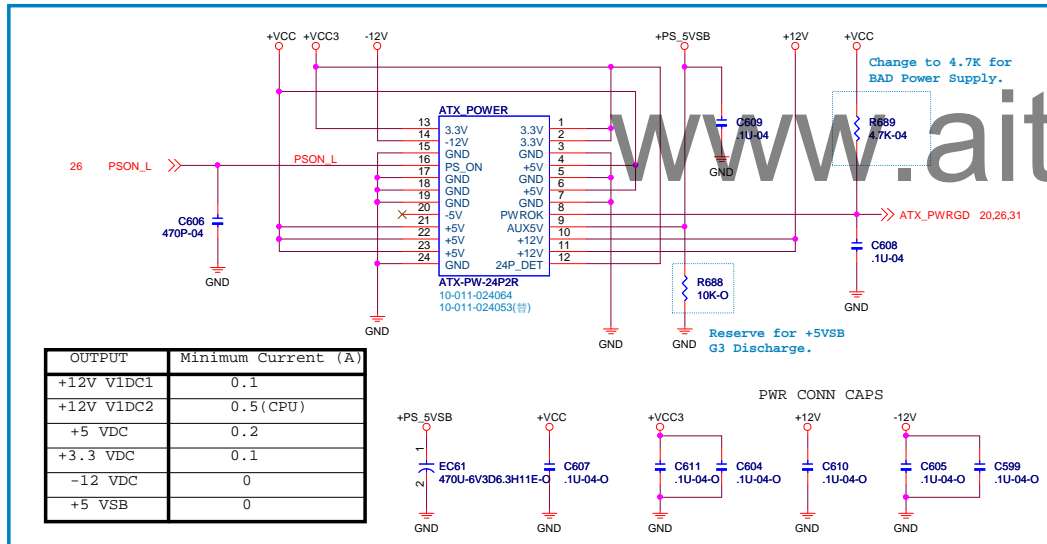 +VCC +VCC3 -12V +PS_5VSB +12V +VCC
Change to 4.7K for
BAD Power Supply.
www.ait
ATX_POWER
13 3.3V 3.3V 1
14 -12V 3.3V 2
15 GND GND 3
16 PS_ON +5V 4
17 GND GND 5
18 GND +5V 6
19 GND GND 7
20 -5V PWROK 8
21 +5V AUX5V 9
22 +5V +12V 10
23 +5V +12V 11
24 GND 24P_DET 12
ATX-PW-24P2R
10-011-024064
10-011-024053(替)
26 PSON_L PSON_L
C606
470P-04
GND
GND
GND
C609
.1U-04
GND
R689
4.7K-04
ATX_PWRGD 20,26,31
C608
.1U-04
GND
R688
10K-O
GND
Reserve for +5VSB
G3 Discharge.
OUTPUT Minimum Current (A)
+12V V1DC1 0.1
+12V V1DC2 0.5(CPU)
+5 VDC 0.2
+3.3 VDC 0.1
-12 VDC 0
+5 VSB 0
PWR CONN CAPS
+PS_5VSB +VCC +VCC3 +12V -12V
1
2
EC61
470U-6V3D6.3H11E-O
GND
C607
.1U-04-O
GND
C611
.1U-04-O
C604
.1U-04-O
GND
C610
.1U-04-O
GND
C605
.1U-04-O
C599
.1U-04-O
GND